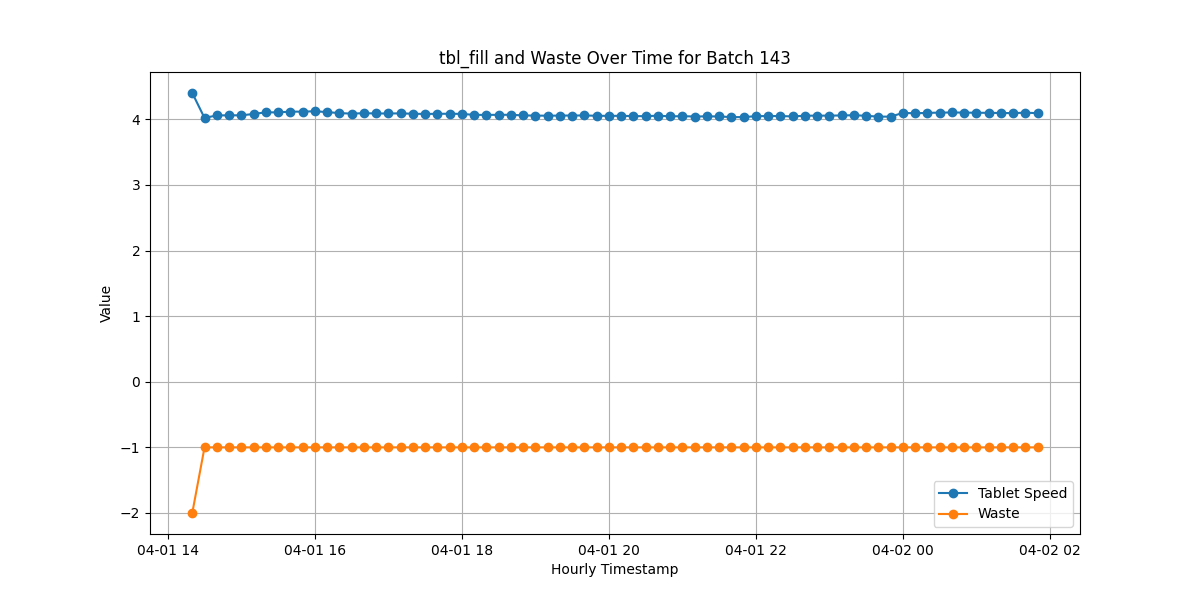 tbl_fill and Waste Over Time for Batch 143
Value
4
3
2
1
0
−1
−2
Tablet Speed
Waste
04-01 14
04-01 16
04-01 18
04-01 20
04-01 22
04-02 00
04-02 02
Hourly Timestamp